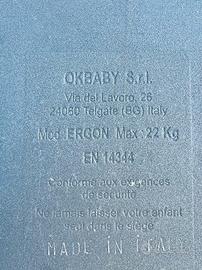 OKBABY S.r.l.
Via del Lavoro, 26
24060 Telgate (BG) Italy
Mod. ERGON Max: 22 Kg
EN 14344
Conforme aux exigences
de sécurité
Ne jamais laisser votre enfant
seul dans le siège
MADE IN ITALY